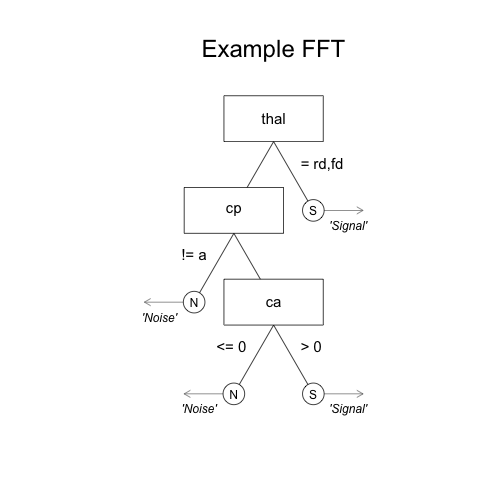 Example FFT
thal
= rd,fd
cp
S
'Signal'
!= a
N
'Noise'
ca
<= 0
> 0
N
S
'Noise'
'Signal'